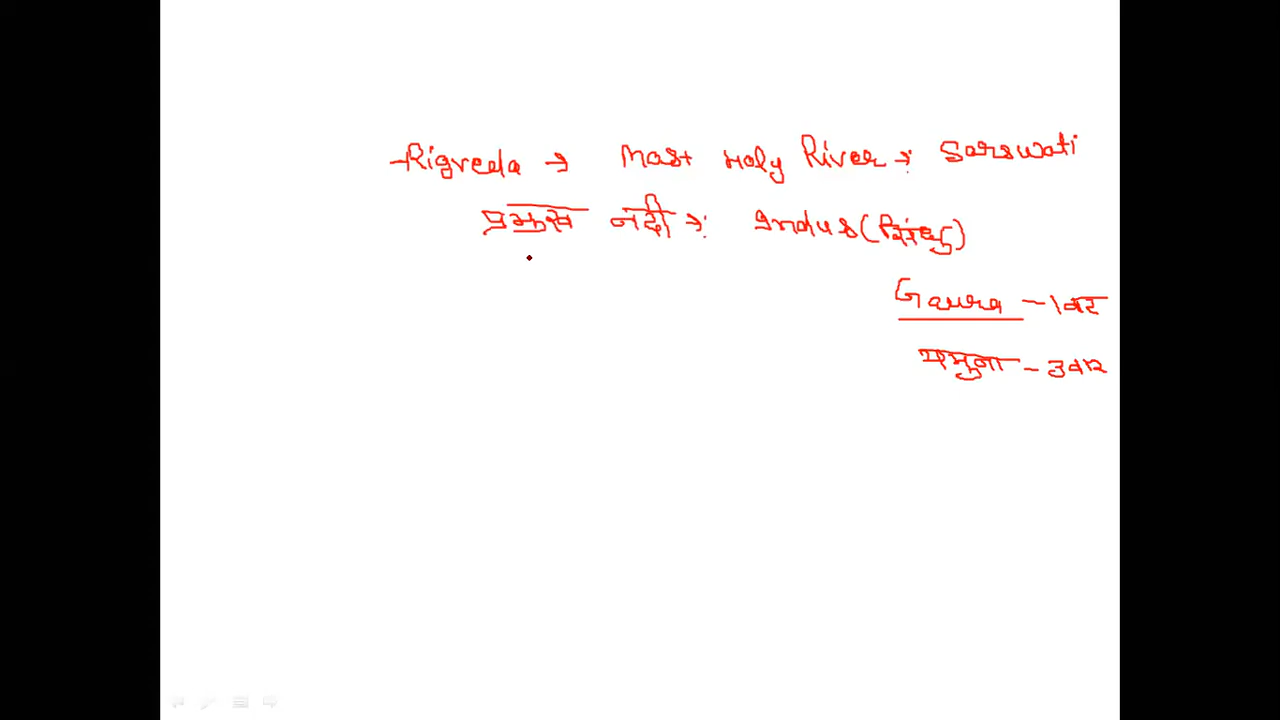 Rigveda → Most Holy River → Sarswati
प्रमुख नदी → Indus (सिंधु)
Ganga – 1बार
यमुना – 3बार